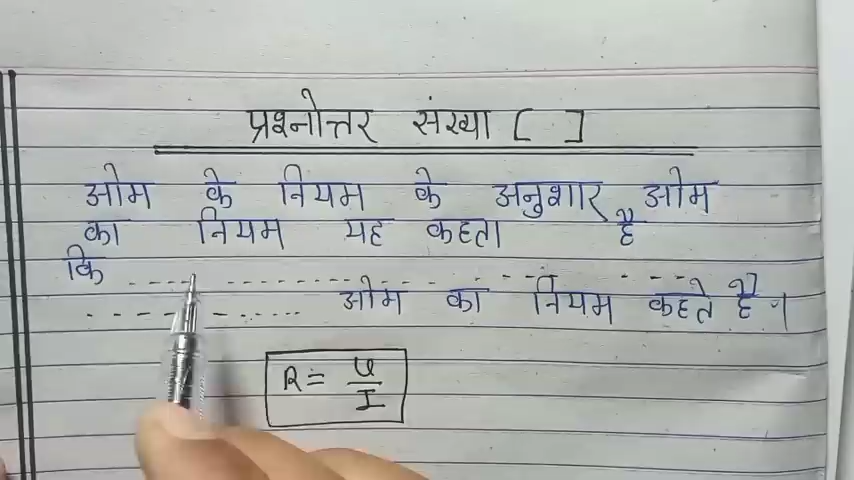 प्रश्नोत्तर संख्या [ ]
ओम के नियम के अनुशार ओम
का नियम यह कहता है
कि - - - - - - - - - - - - - - - - - - - -
- - - - - - - - - - ओम का नियम कहते है।
R = U/I